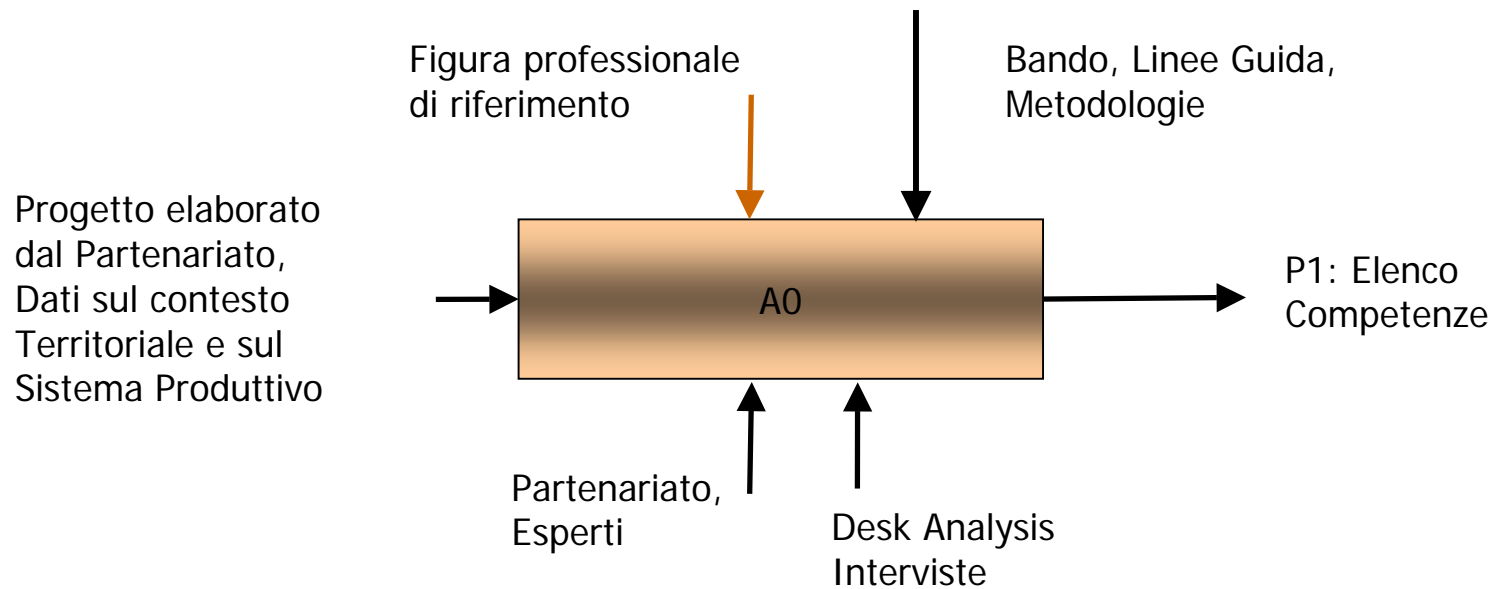 Figura professionale
di riferimento
Bando, Linee Guida,
Metodologie
Progetto elaborato
dal Partenariato,
Dati sul contesto
Territoriale e sul
Sistema Produttivo
A0
P1: Elenco
Competenze
Partenariato,
Esperti
Desk Analysis
Interviste